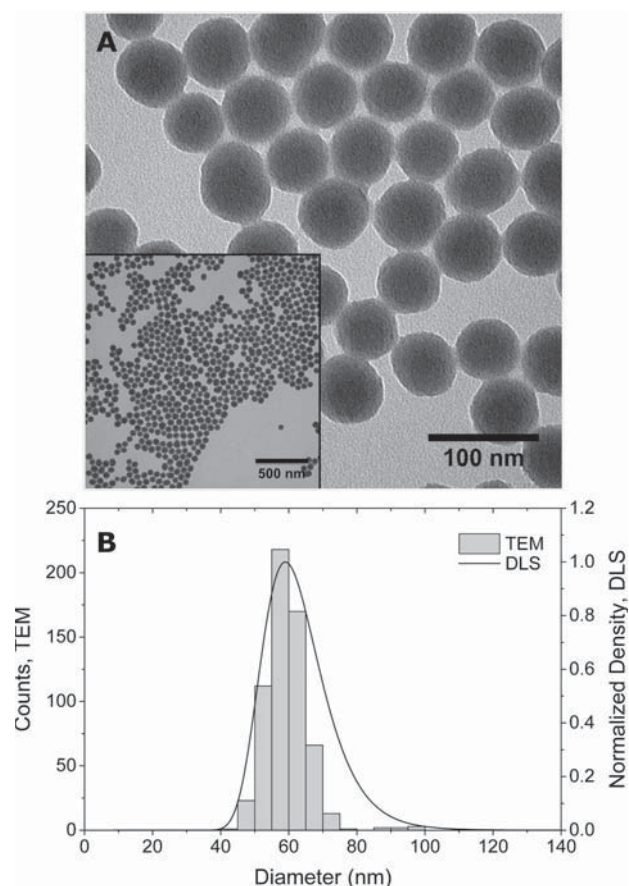 A
500 nm
100 nm
B
TEM
DLS
Counts, TEM
Normalized Density, DLS
250
200
150
100
50
0
1.2
1.0
0.8
0.6
0.4
0.2
0.0
0 20 40 60 80 100 120 140
Diameter (nm)